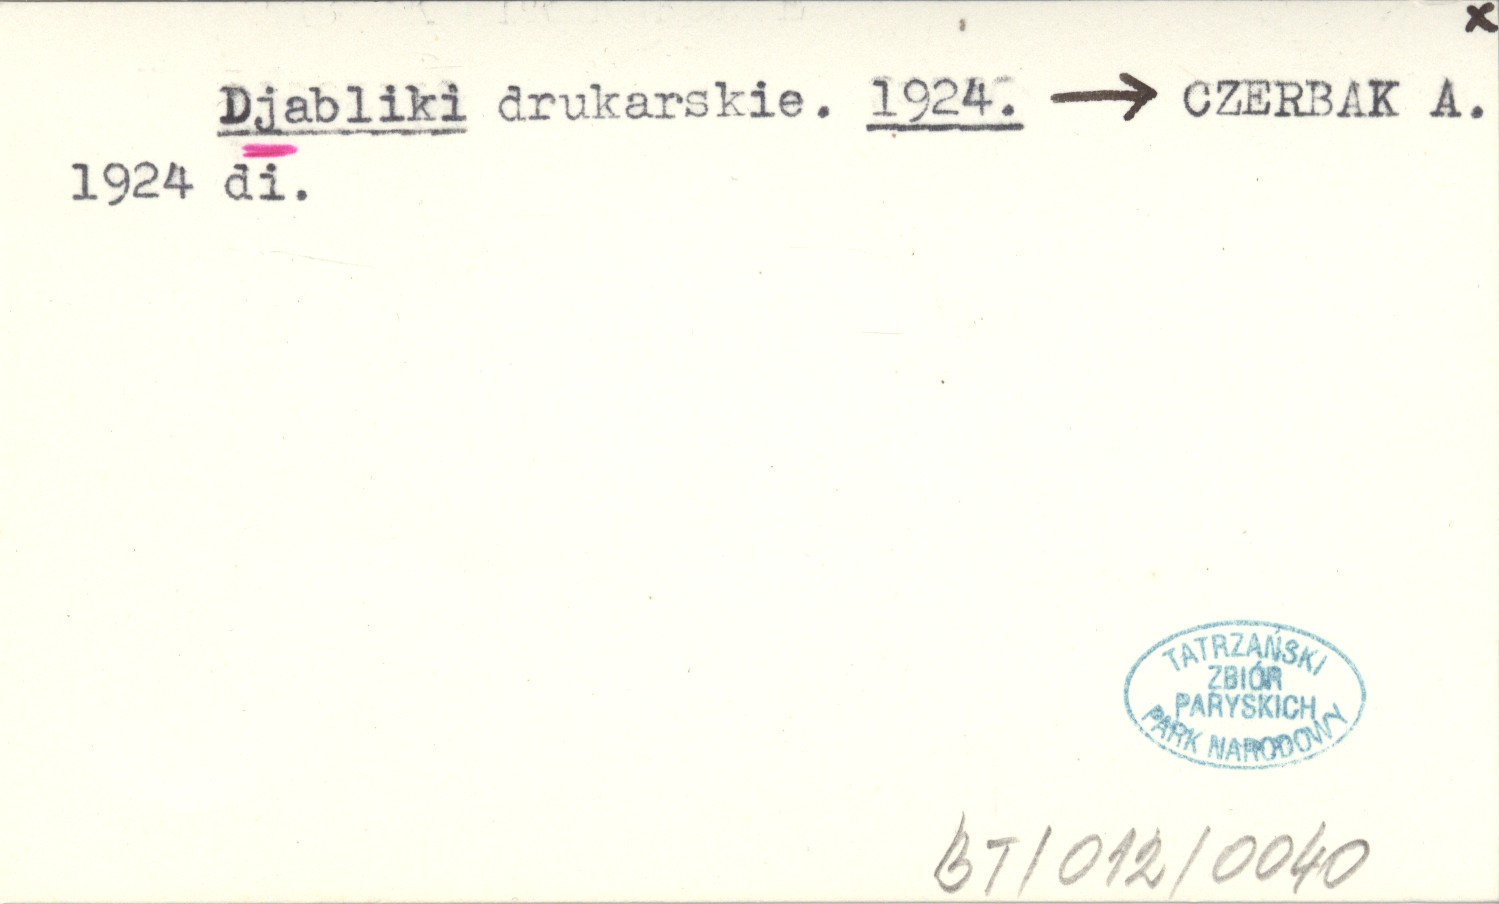 x
Djabliki drukarskie. 1924. → CZERBAK A.
1924 di.
TATRZAŃSKI
ZBIÓR
PARYSKICH
PARK NARODOWY
BT/012/0040